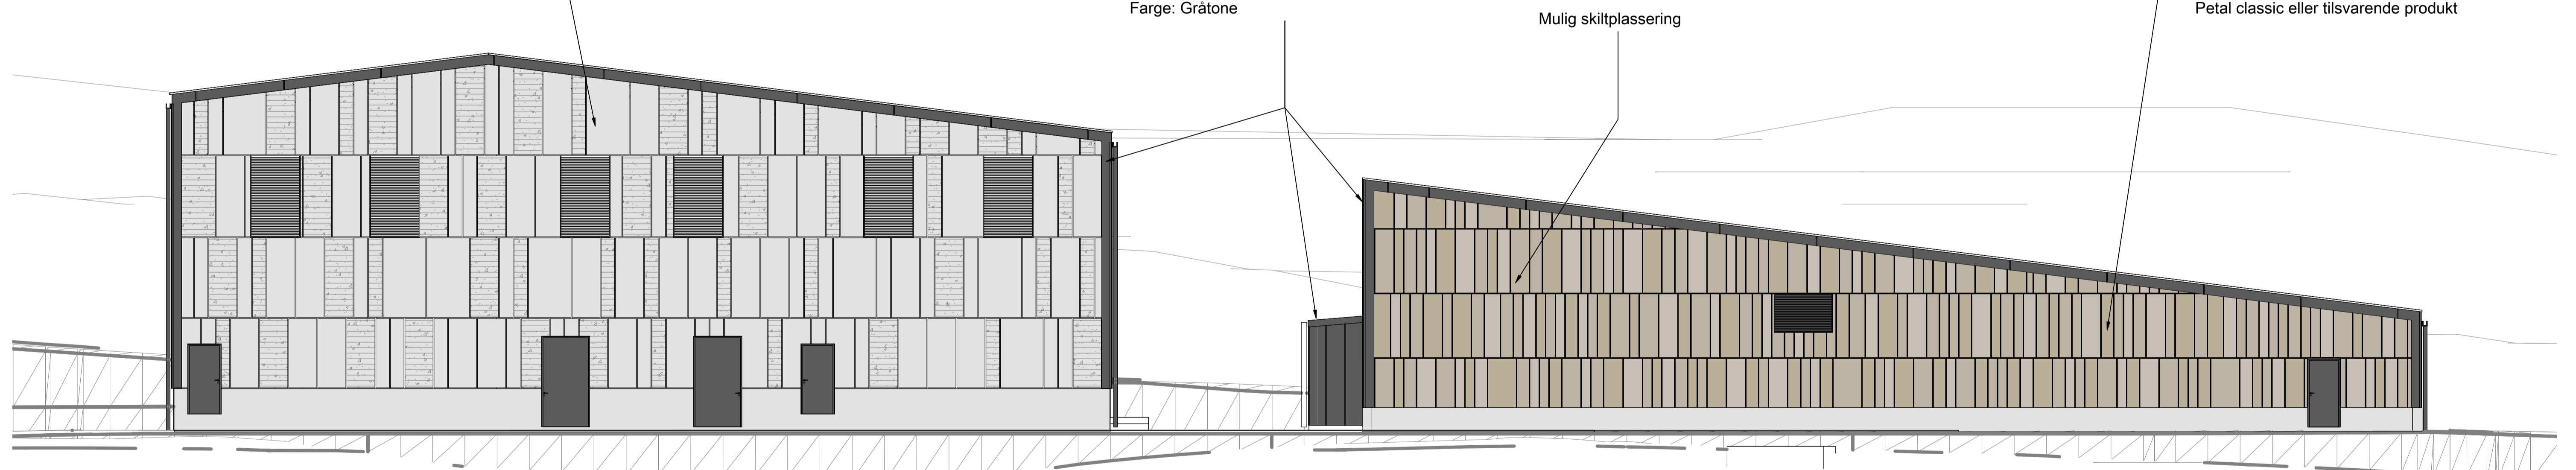 Farge: Gråtone
Mulig skiltplassering
Petal classic eller tilsvarende produkt